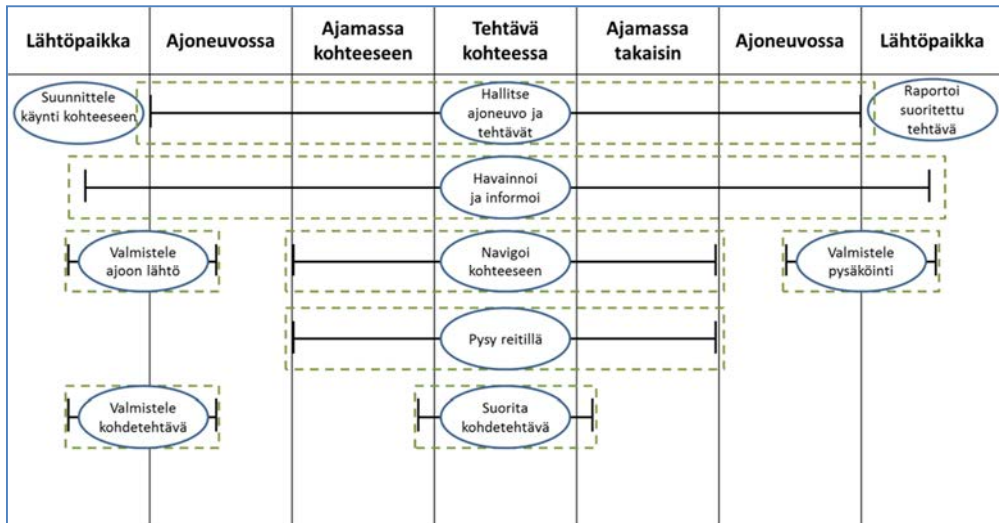 Lähtöpaikka
Ajoneuvossa
Ajamassa
kohteeseen
Tehtävä
kohteessa
Ajamassa
takaisin
Ajoneuvossa
Lähtöpaikka
Suunnittele
käynti kohteeseen
Hallitse
ajoneuvo ja
tehtävät
Raportoi
suoritettu
tehtävä
Havainnoi
ja informoi
Valmistele
ajoon lähtö
Navigoi
kohteeseen
Valmistele
pysäköinti
Pysy reitillä
Valmistele
kohdetehtävä
Suorita
kohdetehtävä